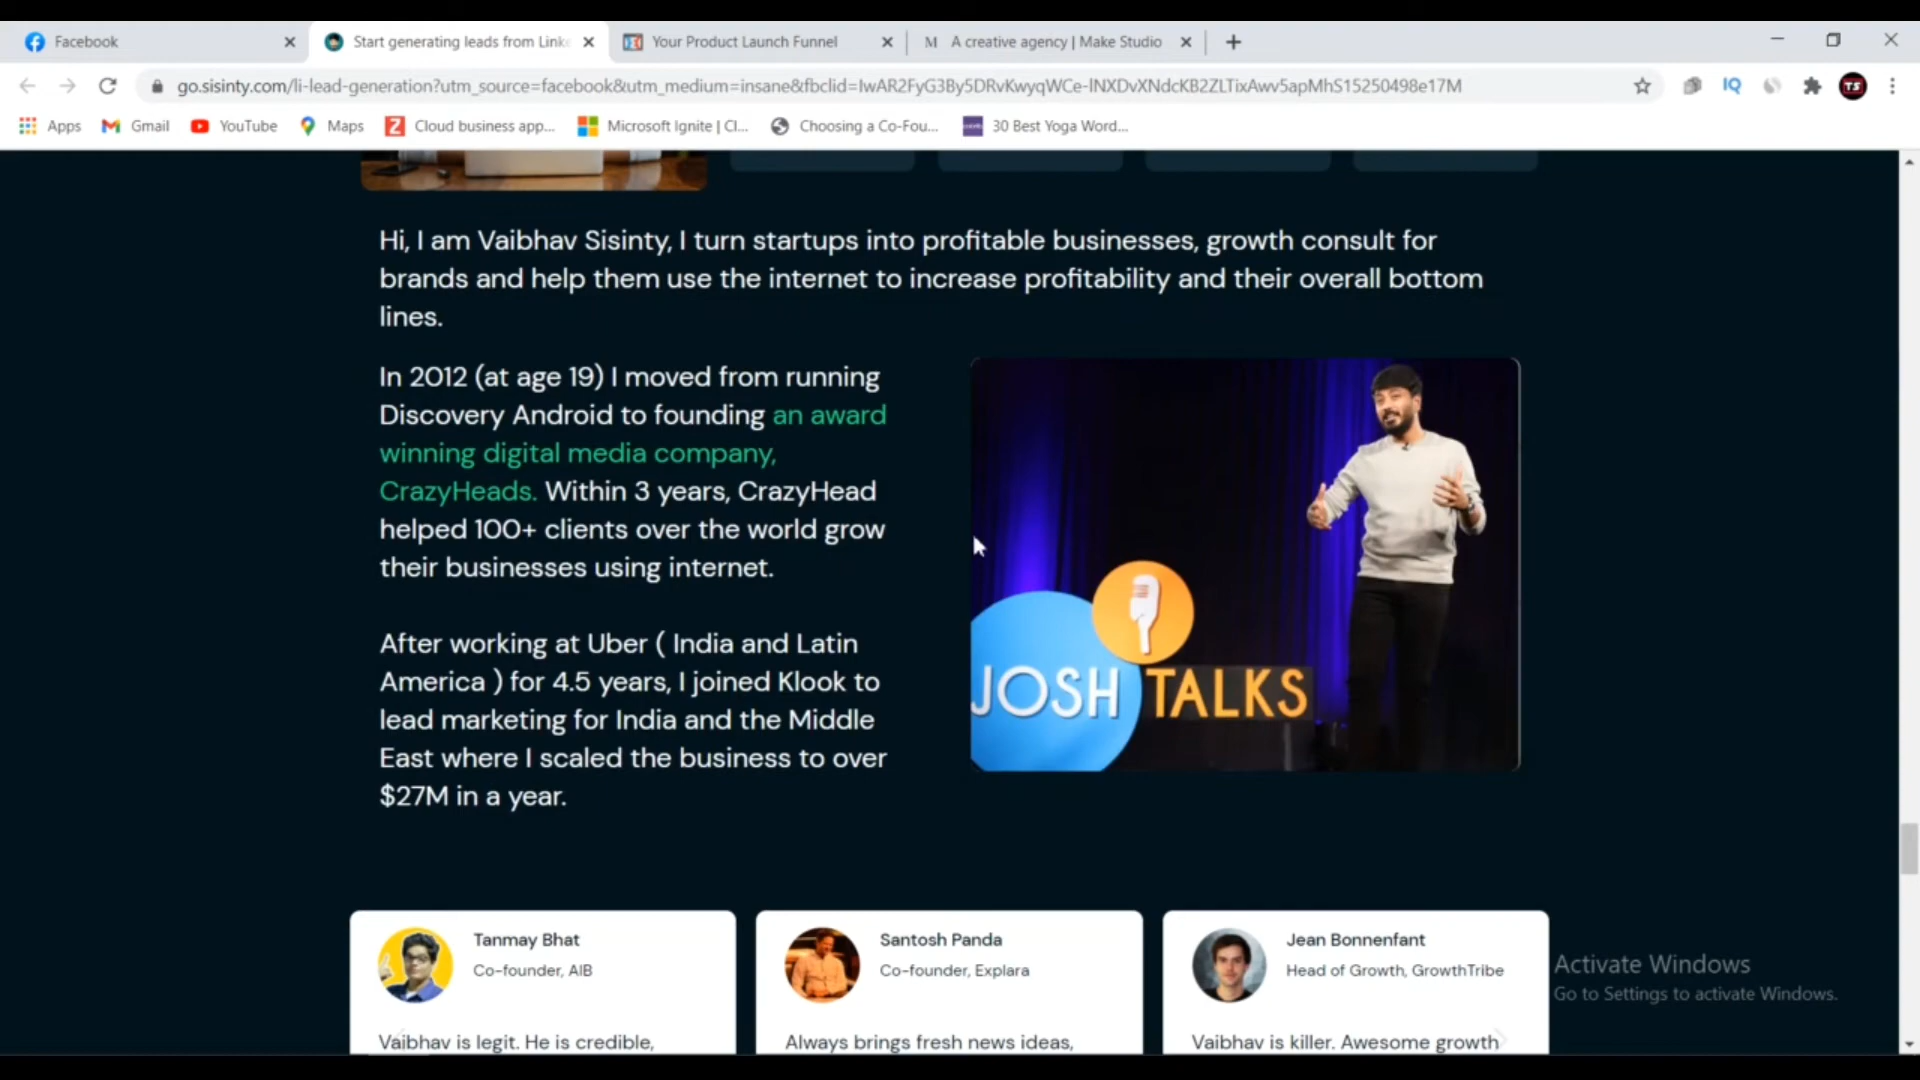 Facebook
Start generating leads from Linke
Your Product Launch Funnel
M A creative agency | Make Studio
go.sisinty.com/li-lead-generation?utm_source=facebook&utm_medium=insane&fbclid=IwAR2FyG3By5DRvKwyqWCe-lNXDvXNdcKB2ZLTixAwv5apMhS15250498e17M
IQ
TS
Apps
Gmail
YouTube
Maps
Cloud business app...
Microsoft Ignite | Cl...
Choosing a Co-Fou...
30 Best Yoga Word...
Hi, I am Vaibhav Sisinty, I turn startups into profitable businesses, growth consult for
brands and help them use the internet to increase profitability and their overall bottom
lines.
In 2012 (at age 19) I moved from running
Discovery Android to founding an award
winning digital media company,
CrazyHeads. Within 3 years, CrazyHead
helped 100+ clients over the world grow
their businesses using internet.
After working at Uber ( India and Latin
America ) for 4.5 years, I joined Klook to
lead marketing for India and the Middle
East where I scaled the business to over
$27M in a year.
JOSH TALKS
Tanmay Bhat
Co-founder, AIB
Vaibhav is legit. He is credible,
Santosh Panda
Co-founder, Explara
Always brings fresh news ideas,
Jean Bonnenfant
Head of Growth, GrowthTribe
Vaibhav is killer. Awesome growth
Activate Windows
Go to Settings to activate Windows.